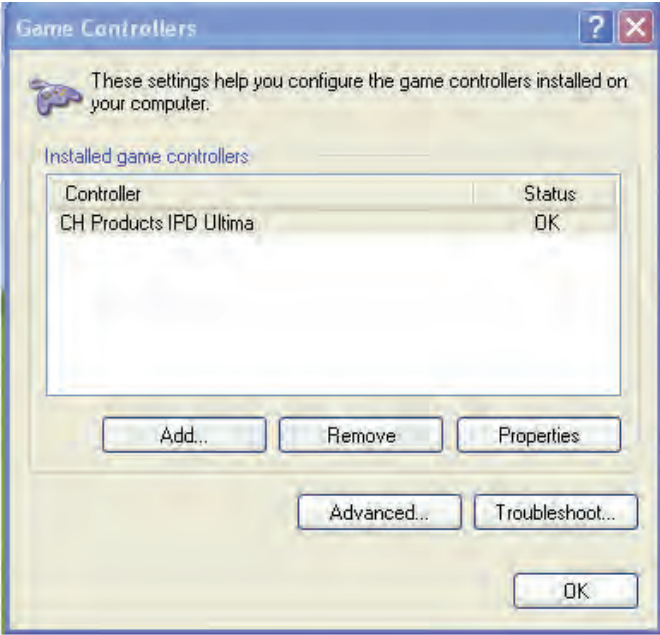 Game Controllers
These settings help you configure the game controllers installed on
your computer.
Installed game controllers
Controller Status
CH Products IPD Ultima OK
Add... Remove Properties
Advanced... Troubleshoot...
OK